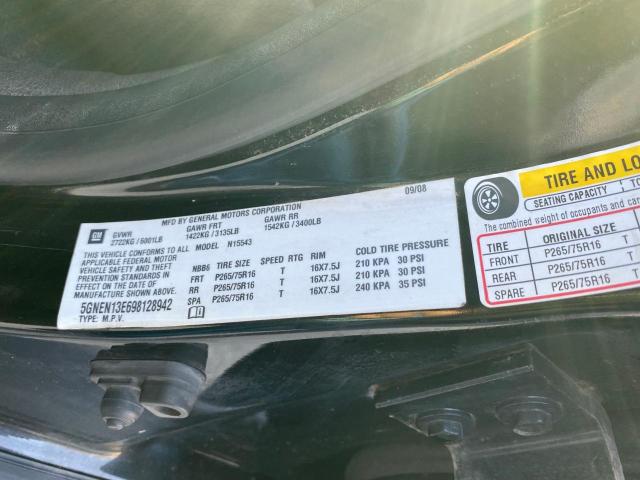 MFD BY GENERAL MOTORS CORPORATION
09/08
GM
GVWR GAWR FRT GAWR RR
2722KG / 6001LB 1422KG / 3135LB 1542KG / 3400LB
THIS VEHICLE CONFORMS TO ALL MODEL N15543
APPLICABLE FEDERAL MOTOR
VEHICLE SAFETY AND THEFT
PREVENTION STANDARDS IN
EFFECT ON THE DATE OF
MANUFACTURE SHOWN ABOVE.
5GNEN13E698128942
TYPE: M.P.V.
NBB6 TIRE SIZE SPEED RTG RIM COLD TIRE PRESSURE
FRT P265/75R16 T 16X7.5J 210 KPA 30 PSI
RR P265/75R16 T 16X7.5J 210 KPA 30 PSI
SPA P265/75R16 T 16X7.5J 240 KPA 35 PSI
TIRE AND LO
SEATING CAPACITY TO
The combined weight of occupants and car
TIRE ORIGINAL SIZE
FRONT P265/75R16
REAR P265/75R16
SPARE P265/75R16